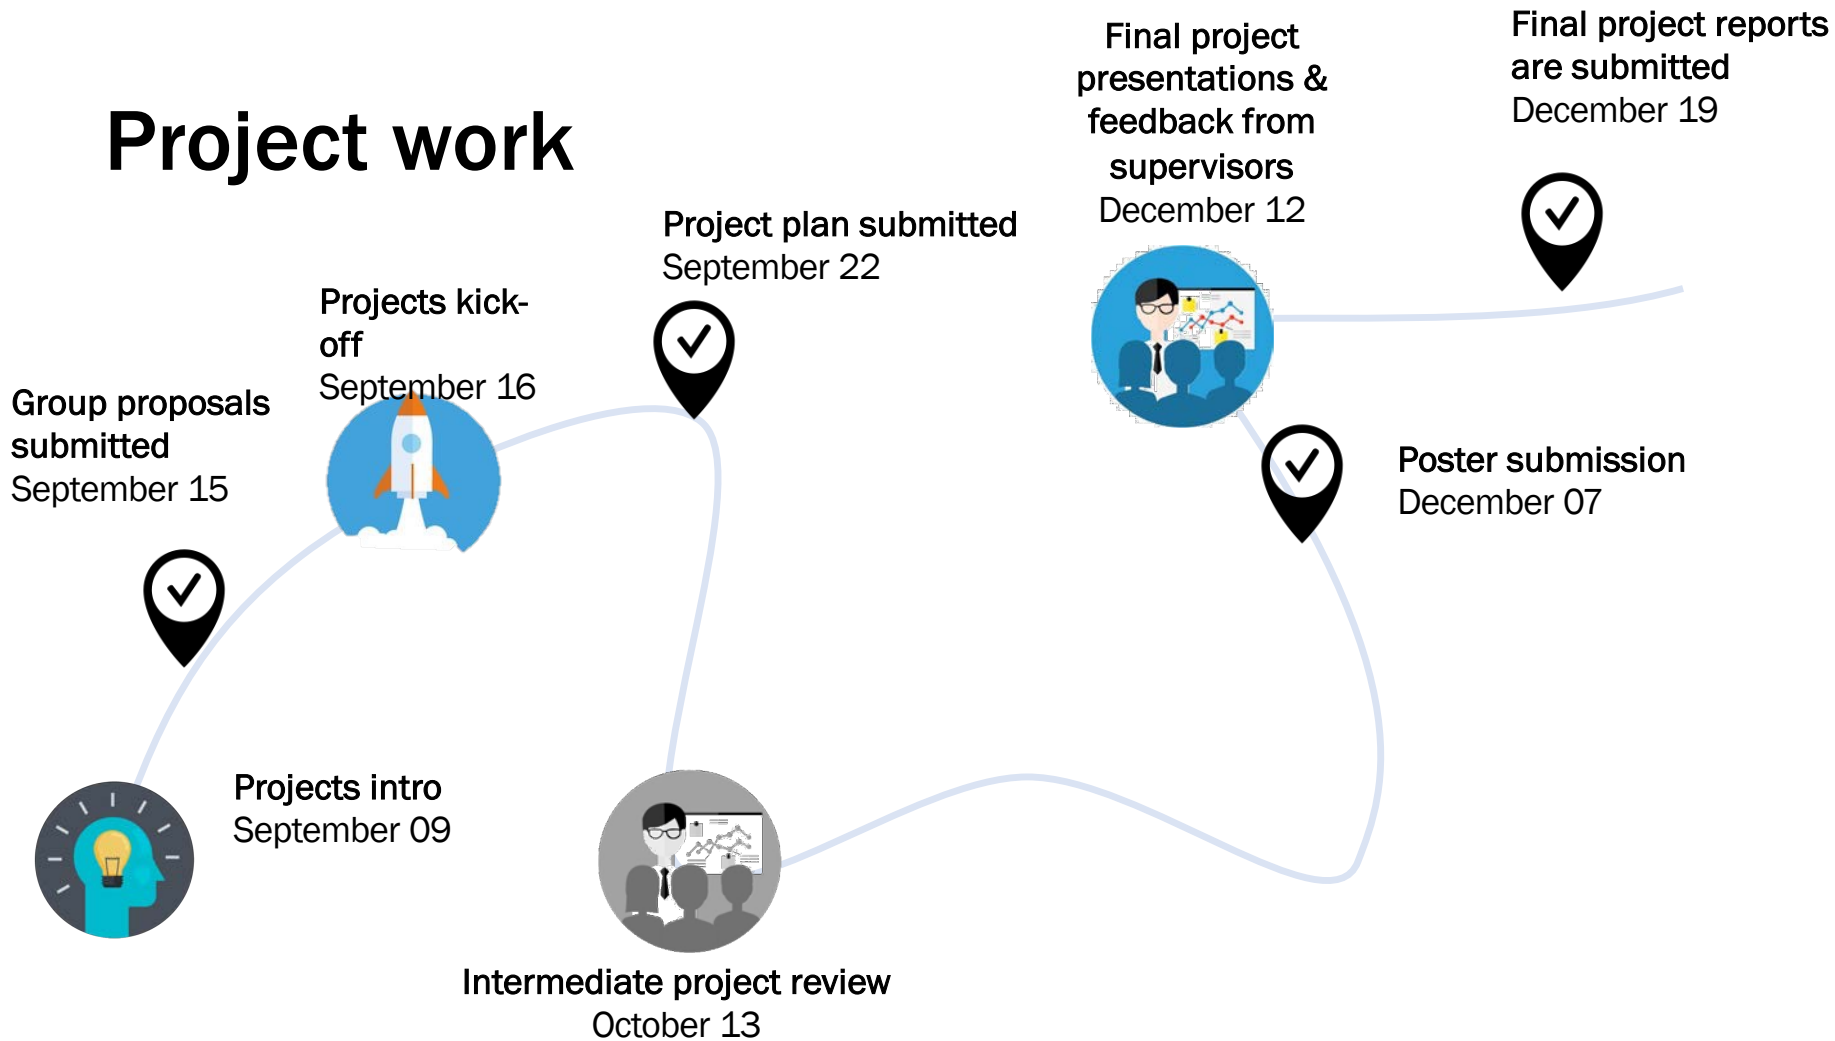 Project work
Group proposals
submitted
September 15
Projects kick-
off
September 16
Project plan submitted
September 22
Final project
presentations &
feedback from
supervisors
December 12
Final project reports
are submitted
December 19
Poster submission
December 07
Projects intro
September 09
Intermediate project review
October 13